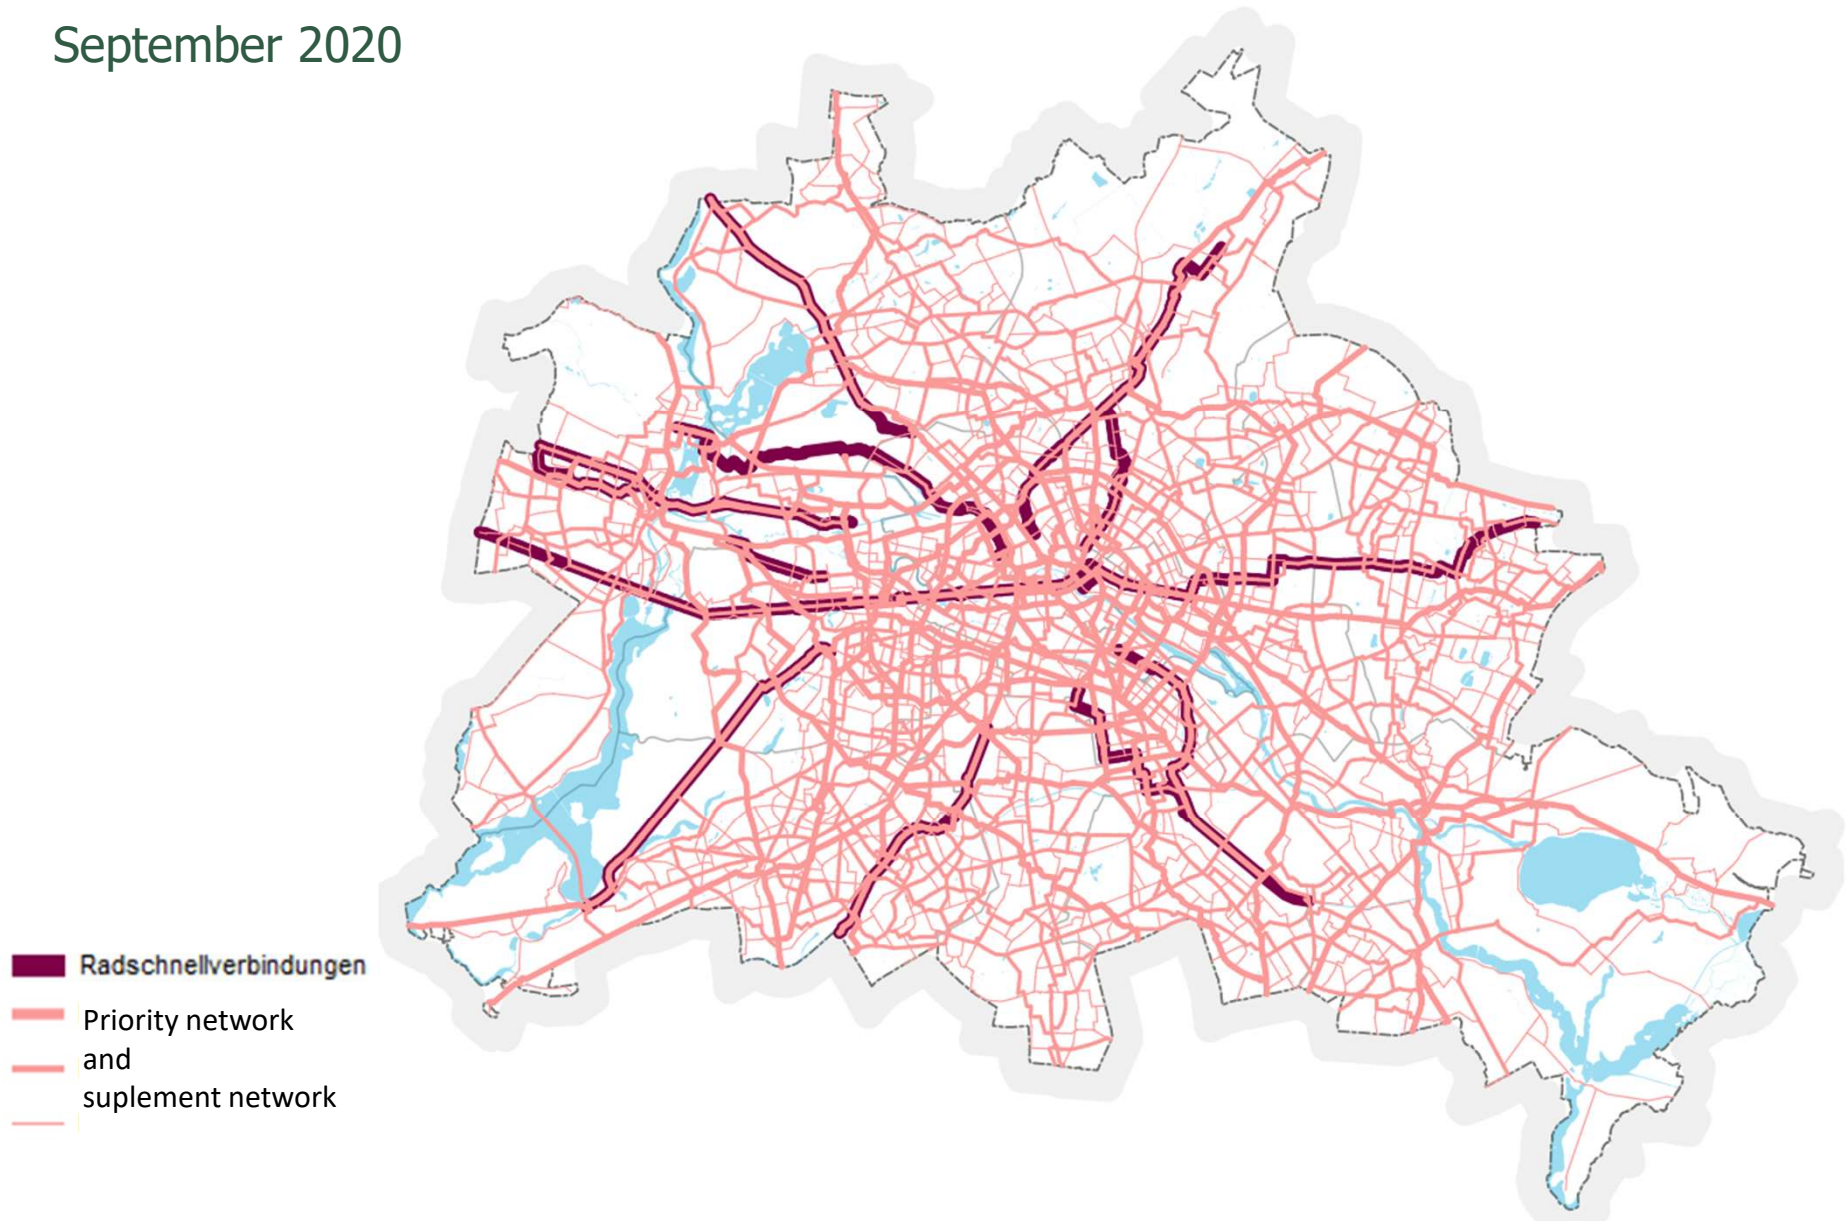 September 2020
Radschnellverbindungen
Priority network
and
suplement network